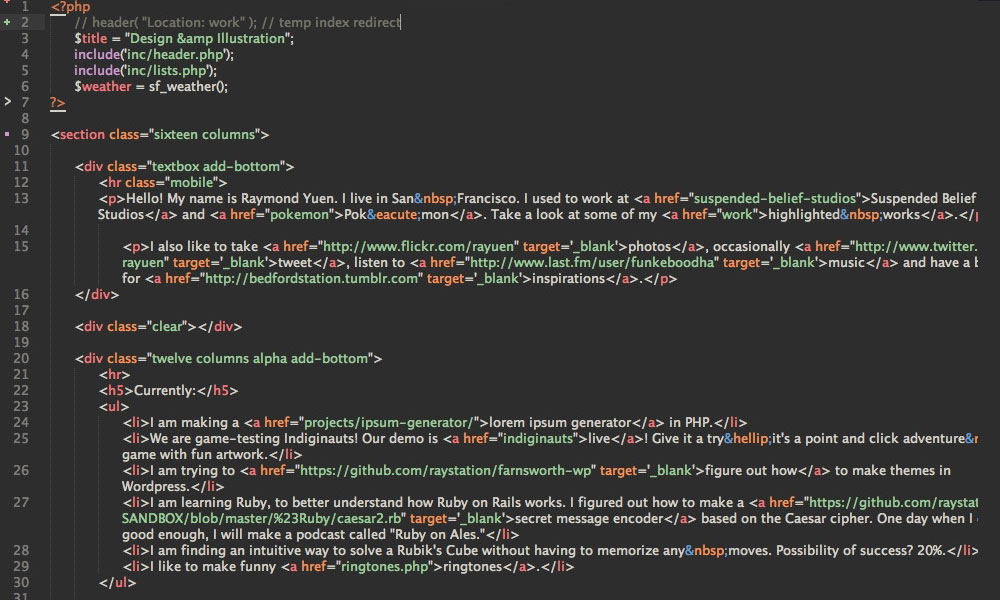 1 <?php
+ 2 // header( "Location: work" ); // temp index redirect
3 $title = "Design &amp Illustration";
4 include('inc/header.php');
5 include('inc/lists.php');
6 $weather = sf_weather();
> 7 ?>
8
9 <section class="sixteen columns">
10
11 <div class="textbox add-bottom">
12 <hr class="mobile">
13 <p>Hello! My name is Raymond Yuen. I live in San&nbsp;Francisco. I used to work at <a href="suspended-belief-studios">Suspended Belief
Studios</a> and <a href="pokemon">Pok&eacute;mon</a>. Take a look at some of my <a href="work">highlighted&nbsp;works</a>.</p
14
15 <p>I also like to take <a href="http://www.flickr.com/rayuen" target='_blank'>photos</a>, occasionally <a href="http://www.twitter.
rayuen" target='_blank'>tweet</a>, listen to <a href="http://www.last.fm/user/funkeboodha" target='_blank'>music</a> and have a b
for <a href="http://bedfordstation.tumblr.com" target='_blank'>inspirations</a>.</p>
16 </div>
17
18 <div class="clear"></div>
19
20 <div class="twelve columns alpha add-bottom">
21 <hr>
22 <h5>Currently:</h5>
23 <ul>
24 <li>I am making a <a href="projects/ipsum-generator/">lorem ipsum generator</a> in PHP.</li>
25 <li>We are game-testing Indiginauts! Our demo is <a href="indiginauts">live</a>! Give it a try&hellip;it's a point and click adventure&n
game with fun artwork.</li>
26 <li>I am trying to <a href="https://github.com/raystation/farnsworth-wp" target='_blank'>figure out how</a> to make themes in
Wordpress.</li>
27 <li>I am learning Ruby, to better understand how Ruby on Rails works. I figured out how to make a <a href="https://github.com/raystat
SANDBOX/blob/master/%23Ruby/caesar2.rb" target='_blank'>secret message encoder</a> based on the Caesar cipher. One day when I
good enough, I will make a podcast called "Ruby on Ales."</li>
28 <li>I am finding an intuitive way to solve a Rubik's Cube without having to memorize any&nbsp;moves. Possibility of success? 20%.</li>
29 <li>I like to make funny <a href="ringtones.php">ringtones</a>.</li>
30 </ul>
31